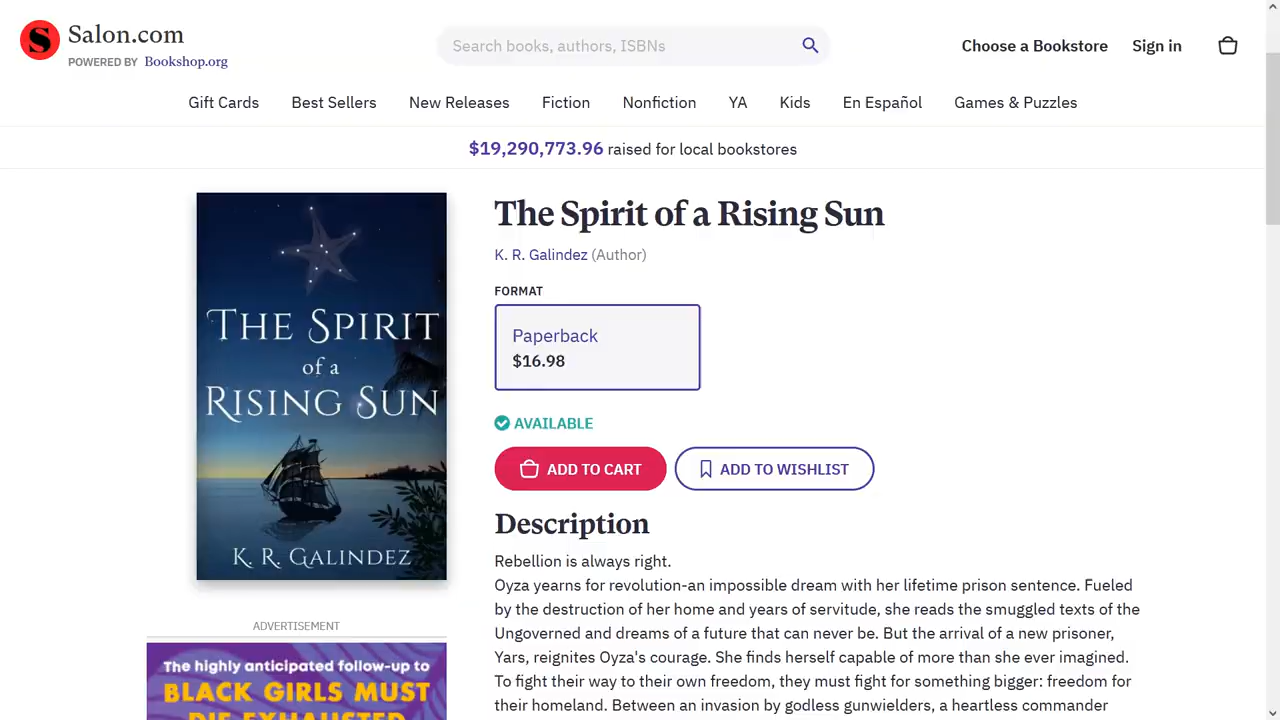 S
Salon.com
POWERED BY Bookshop.org
Search books, authors, ISBNs
Choose a Bookstore
Sign in
Gift Cards
Best Sellers
New Releases
Fiction
Nonfiction
YA
Kids
En Español
Games & Puzzles
$19,290,773.96 raised for local bookstores
THE SPIRIT
of a
RISING SUN
K. R. GALINDEZ
The Spirit of a Rising Sun
K. R. Galindez (Author)
FORMAT
Paperback
$16.98
AVAILABLE
ADD TO CART
ADD TO WISHLIST
Description
Rebellion is always right.
Oyza yearns for revolution-an impossible dream with her lifetime prison sentence. Fueled
by the destruction of her home and years of servitude, she reads the smuggled texts of the
Ungoverned and dreams of a future that can never be. But the arrival of a new prisoner,
Yars, reignites Oyza's courage. She finds herself capable of more than she ever imagined.
To fight their way to their own freedom, they must fight for something bigger: freedom for
their homeland. Between an invasion by godless gunwielders, a heartless commander
ADVERTISEMENT
The highly anticipated follow-up to
BLACK GIRLS MUST
DIE EXHAUSTED